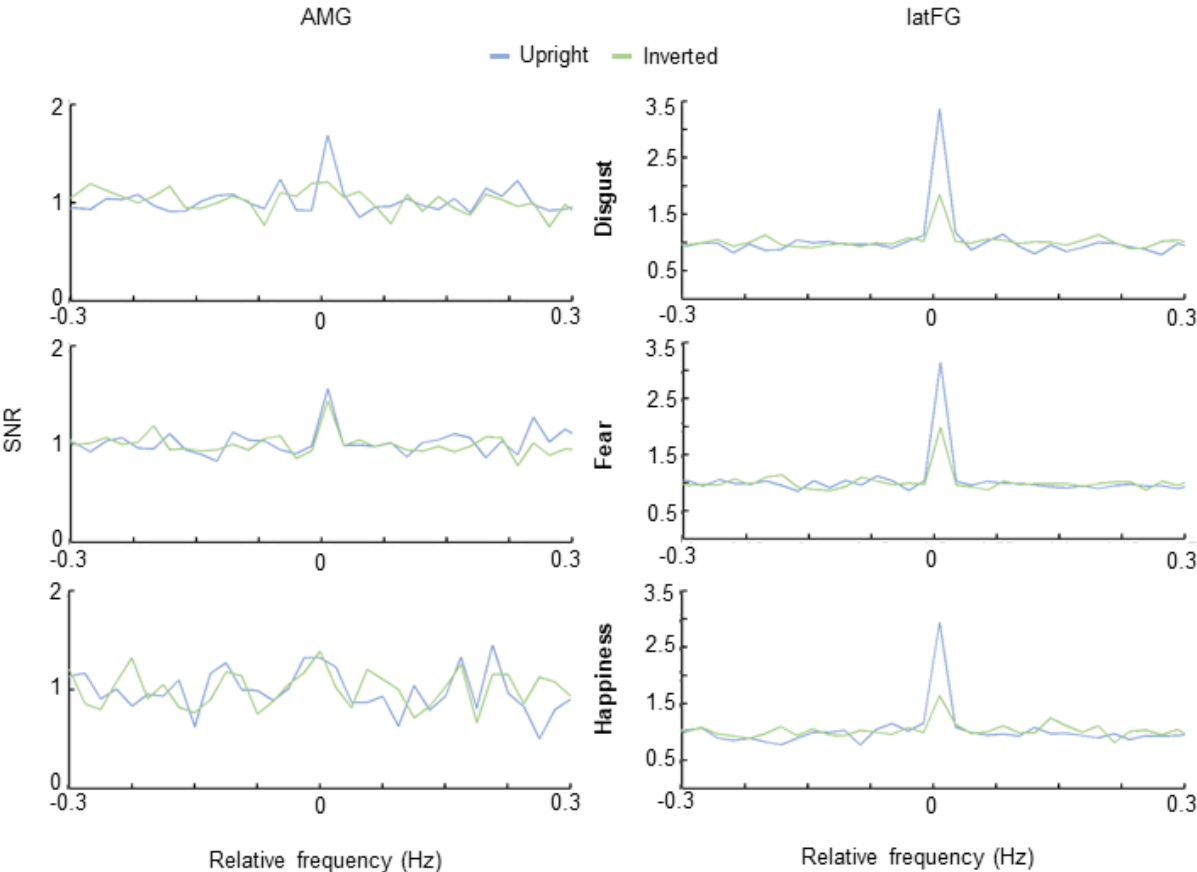 AMG latFG
Upright Inverted
2 3.5
2.5
1 Disgust
1.5
0.5
0
-0.3 0 0.3 -0.3 0 0.3
2 3.5
2.5
SNR 1 Fear
1.5
0.5
0
-0.3 0 0.3 -0.3 0 0.3
2 3.5
2.5
1 Happiness
1.5
0.5
0
-0.3 0 0.3 -0.3 0 0.3
Relative frequency (Hz) Relative frequency (Hz)